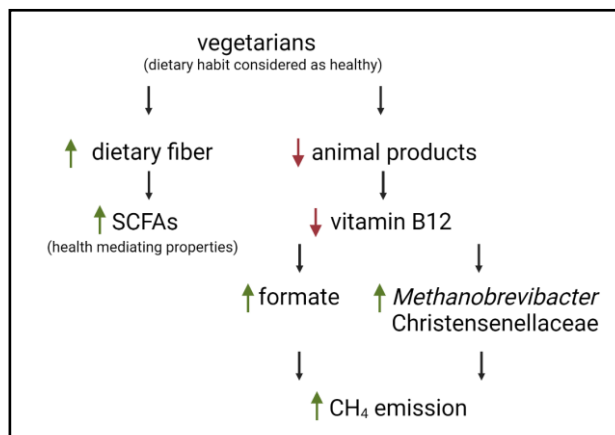 vegetarians
(dietary habit considered as healthy)
dietary fiber
animal products
SCFAs
(health mediating properties)
vitamin B12
formate
Methanobrevibacter
Christensenellaceae
CH₄ emission